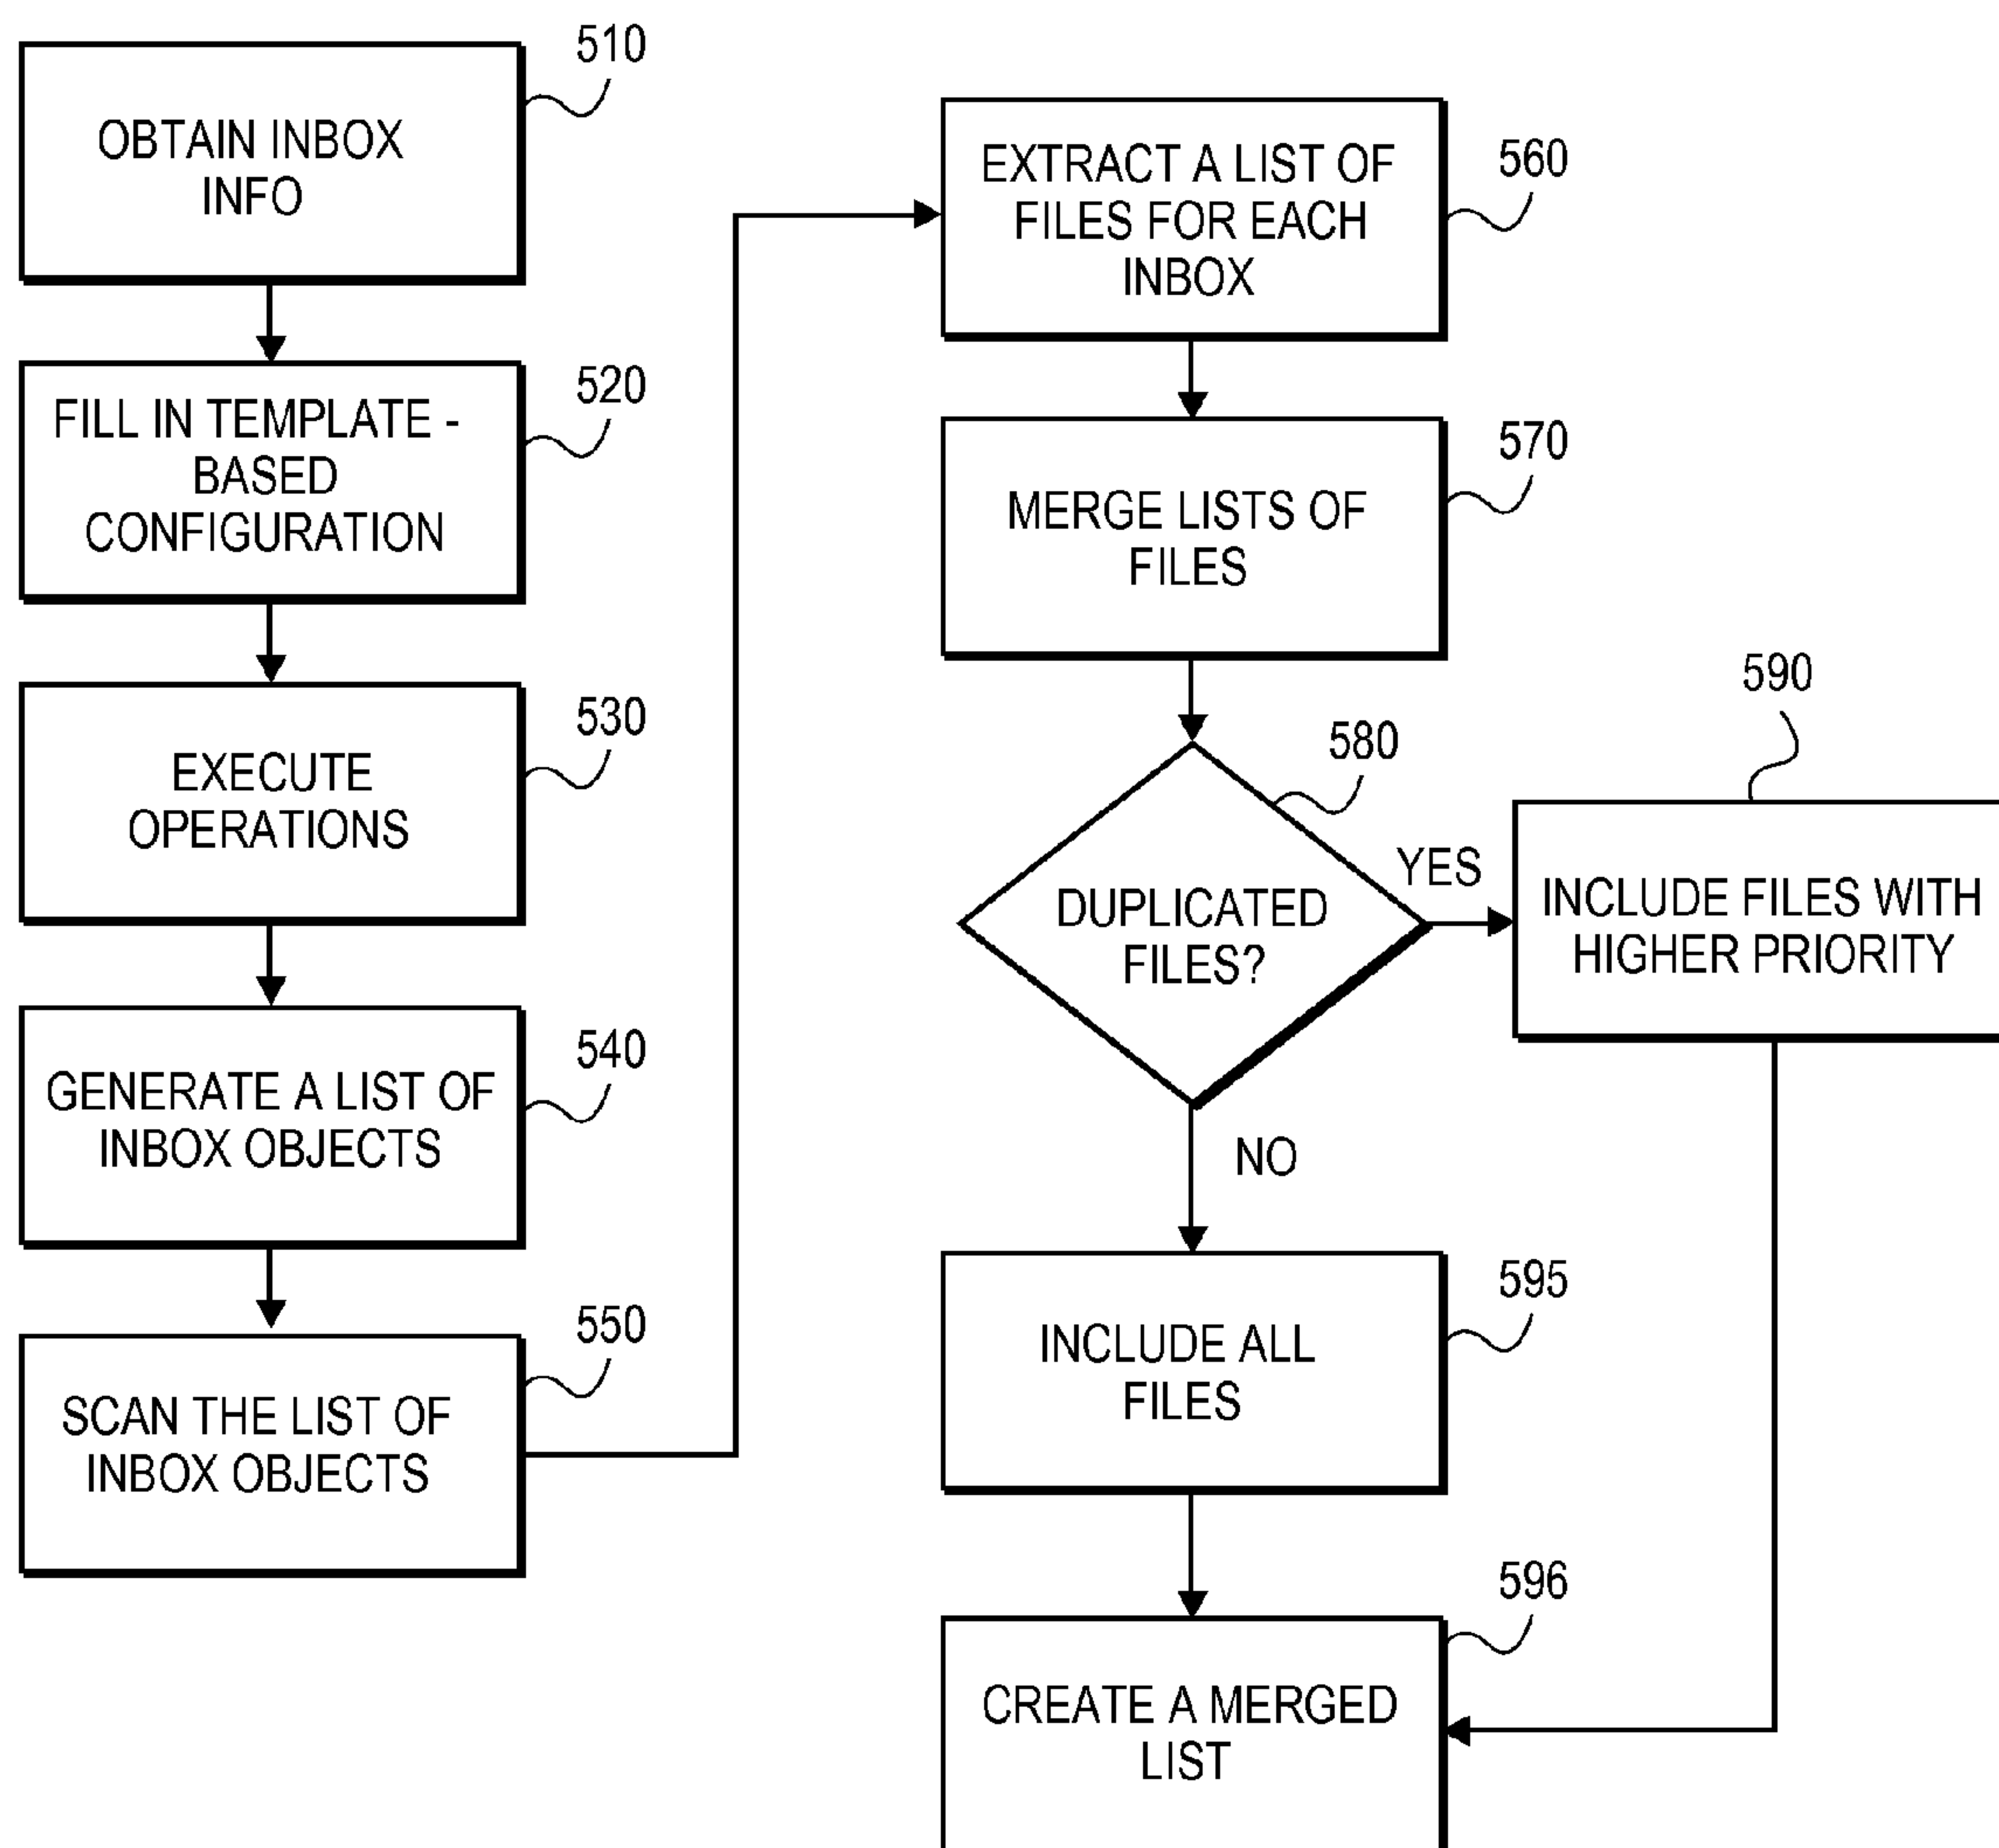 510
OBTAIN INBOX
INFO
520
FILL IN TEMPLATE -
BASED
CONFIGURATION
530
EXECUTE
OPERATIONS
540
GENERATE A LIST OF
INBOX OBJECTS
550
SCAN THE LIST OF
INBOX OBJECTS
560
EXTRACT A LIST OF
FILES FOR EACH
INBOX
570
MERGE LISTS OF
FILES
580
DUPLICATED
FILES?
YES
590
INCLUDE FILES WITH
HIGHER PRIORITY
NO
595
INCLUDE ALL
FILES
596
CREATE A MERGED
LIST